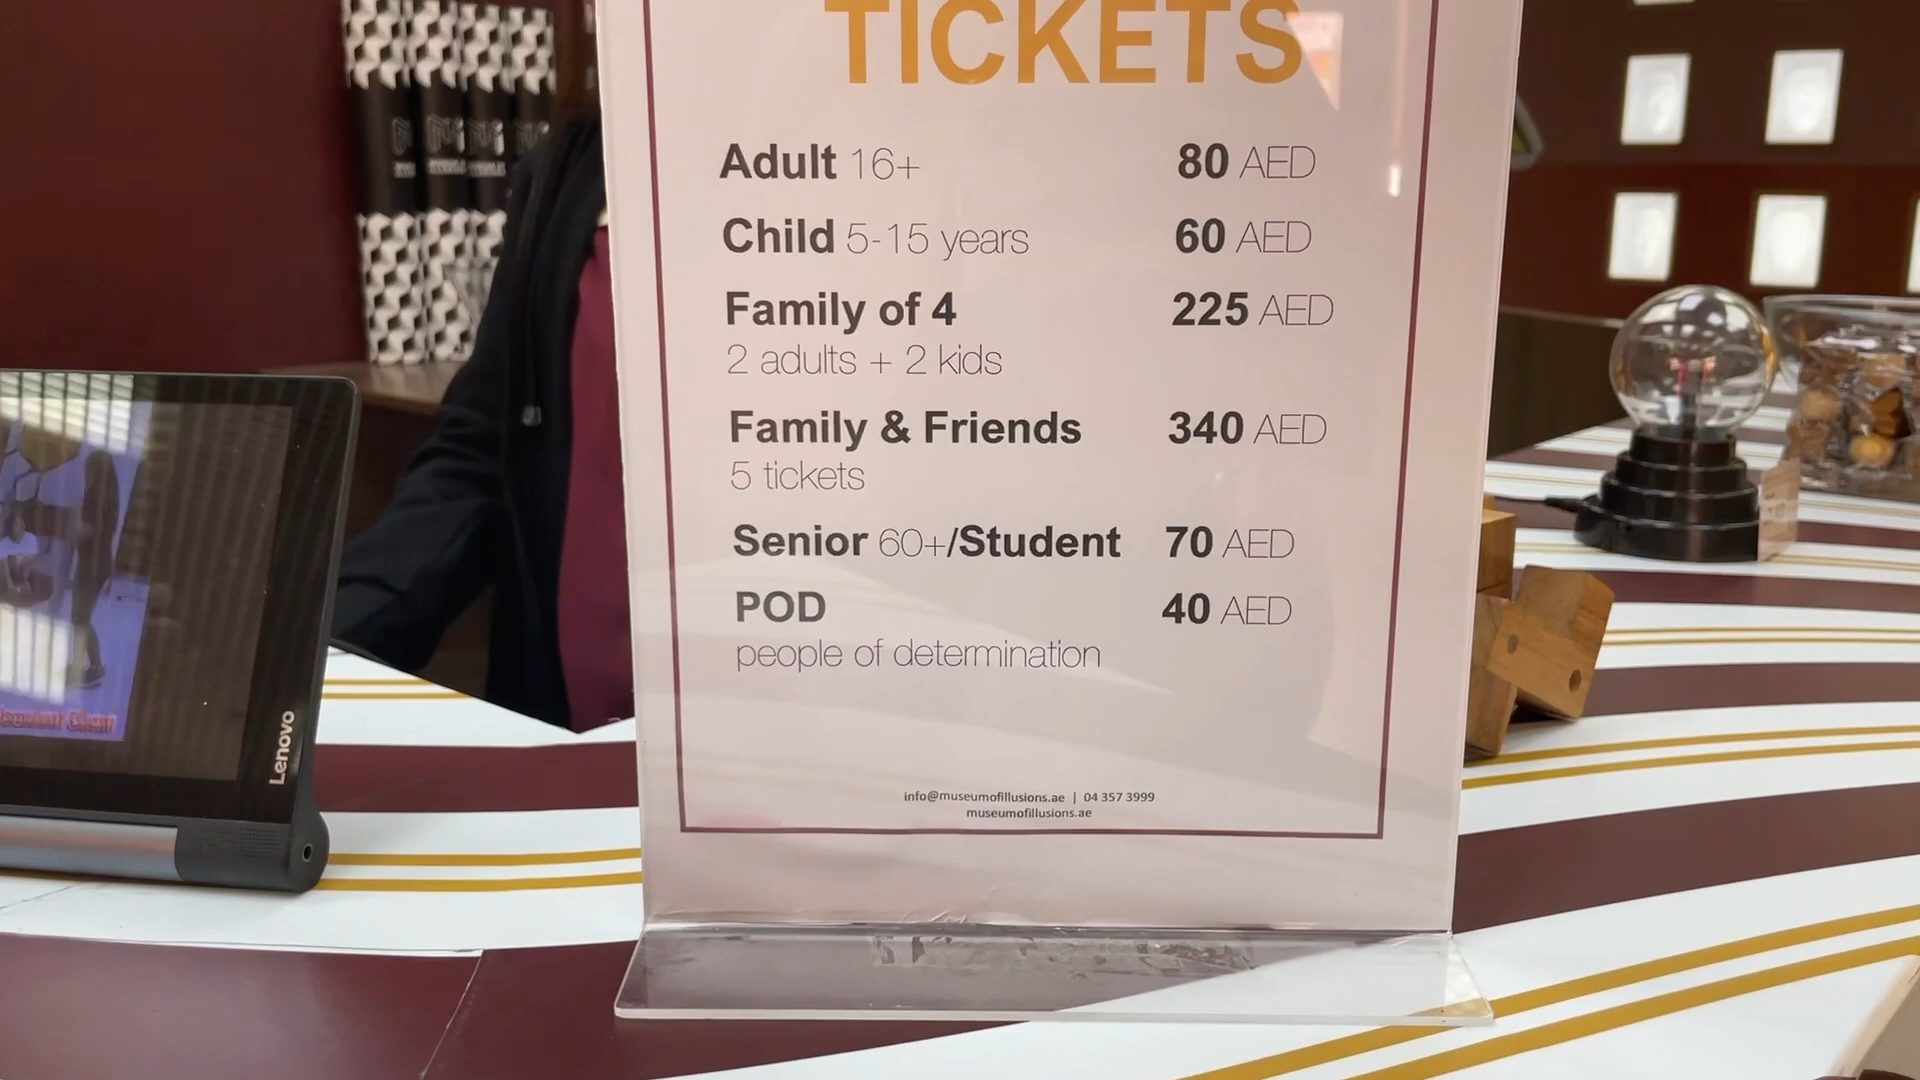 TICKETS
Adult 16+ 80 AED
Child 5-15 years 60 AED
Family of 4 225 AED
2 adults + 2 kids
Family & Friends 340 AED
5 tickets
Senior 60+/Student 70 AED
POD 40 AED
people of determination
info@museumofillusions.ae | 04 357 3999
museumofillusions.ae
Lenovo